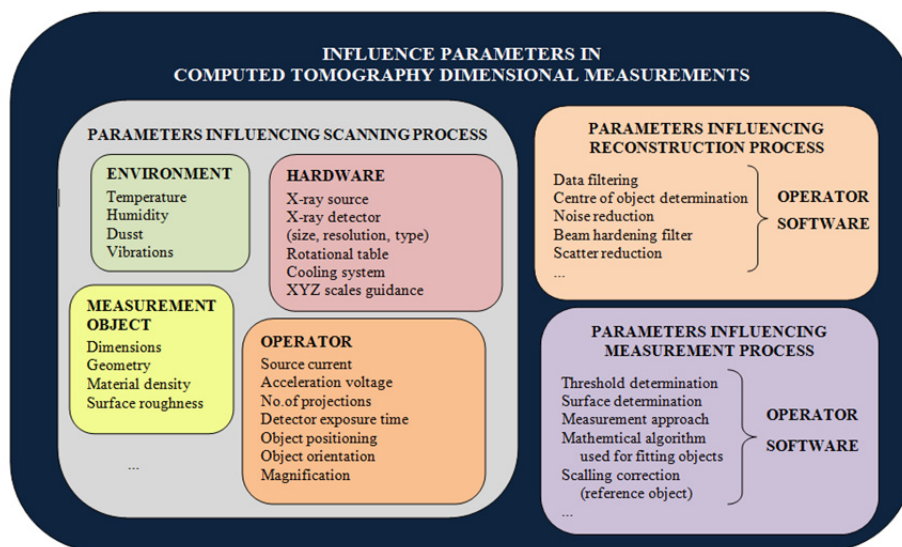 INFLUENCE PARAMETERS IN
COMPUTED TOMOGRAPHY DIMENSIONAL MEASUREMENTS
PARAMETERS INFLUENCING SCANNING PROCESS
ENVIRONMENT
Temperature
Humidity
Dusst
Vibrations
HARDWARE
X-ray source
X-ray detector
(size, resolution, type)
Rotational table
Cooling system
XYZ scales guidance
MEASUREMENT
OBJECT
Dimensions
Geometry
Material density
Surface roughness
...
OPERATOR
Source current
Acceleration voltage
No.of projections
Detector exposure time
Object positioning
Object orientation
Magnification
PARAMETERS INFLUENCING
RECONSTRUCTION PROCESS
Data filtering
Centre of object determination
Noise reduction
Beam hardening filter
Scatter reduction
...
OPERATOR
SOFTWARE
PARAMETERS INFLUENCING
MEASUREMENT PROCESS
Threshold determination
Surface determination
Measurement approach
Mathemtical algorithm
used for fitting objects
Scalling correction
(reference object)
...
OPERATOR
SOFTWARE